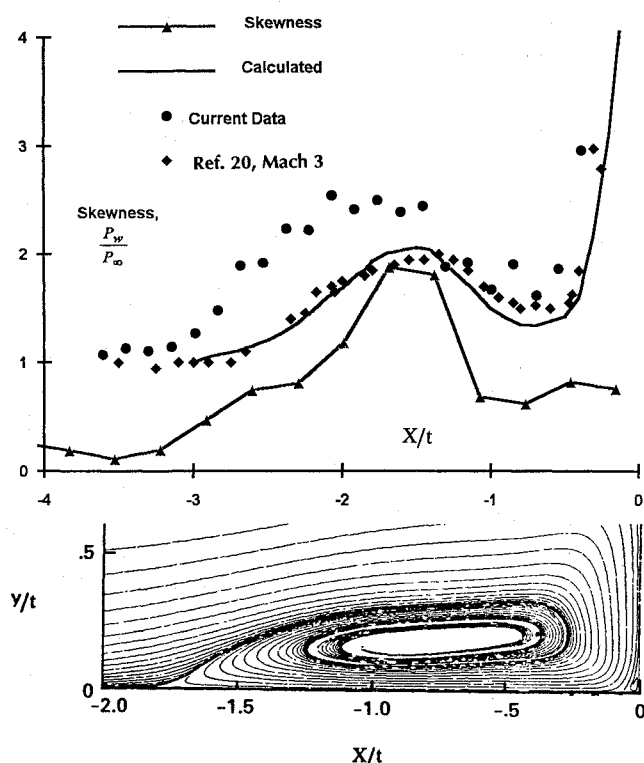 4
3
2
1
0
Skewness
Calculated
Current Data
Ref. 20, Mach 3
Skewness,
P_w
P_∞
X/t
-4
-3
-2
-1
0
.5
y/t
0
-2.0
-1.5
-1.0
-.5
0
X/t